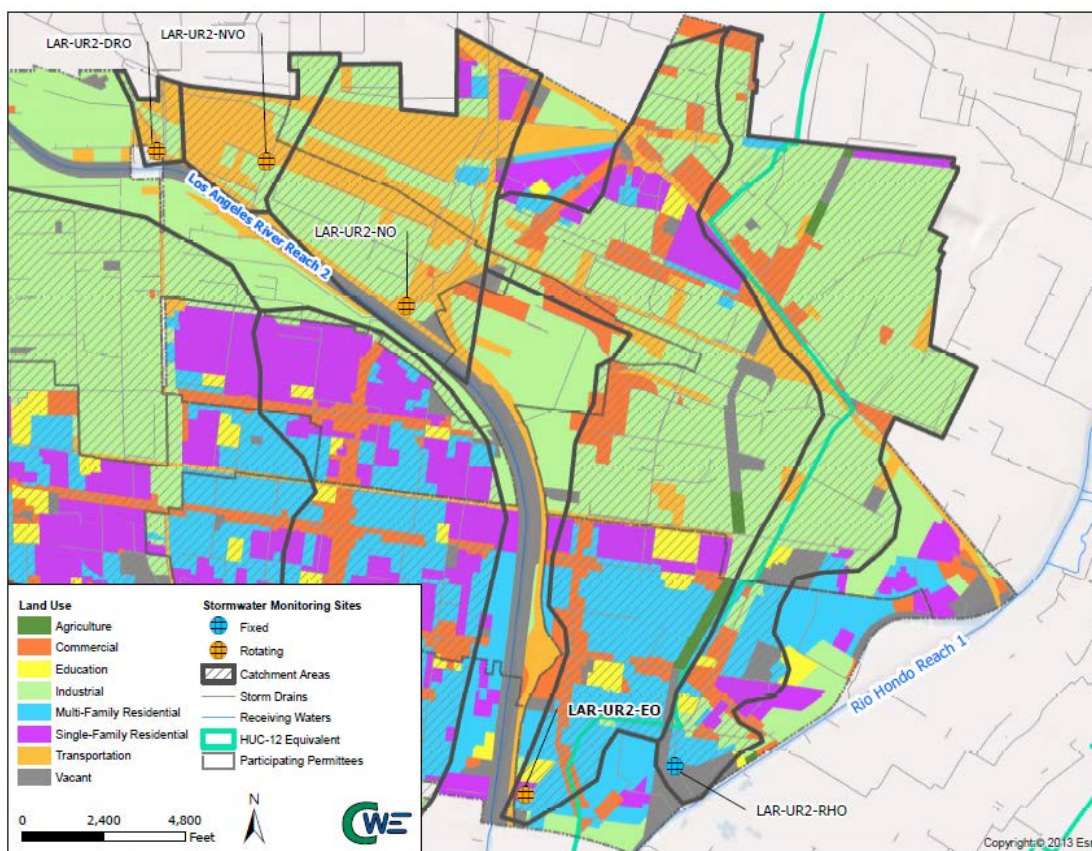 LAR-UR2-DRO
LAR-UR2-NVO
Los Angeles River Reach 2
LAR-UR2-NO
LAR-UR2-EO
Rio Hondo Reach 1
LAR-UR2-RHO
Land Use
Agriculture
Commercial
Education
Industrial
Multi-Family Residential
Single-Family Residential
Transportation
Vacant
Stormwater Monitoring Sites
Fixed
Rotating
Catchment Areas
Storm Drains
Receiving Waters
HUC-12 Equivalent
Participating Permittees
0 2,400 4,800
Feet
N
CWE
Copyright:© 2013 Es